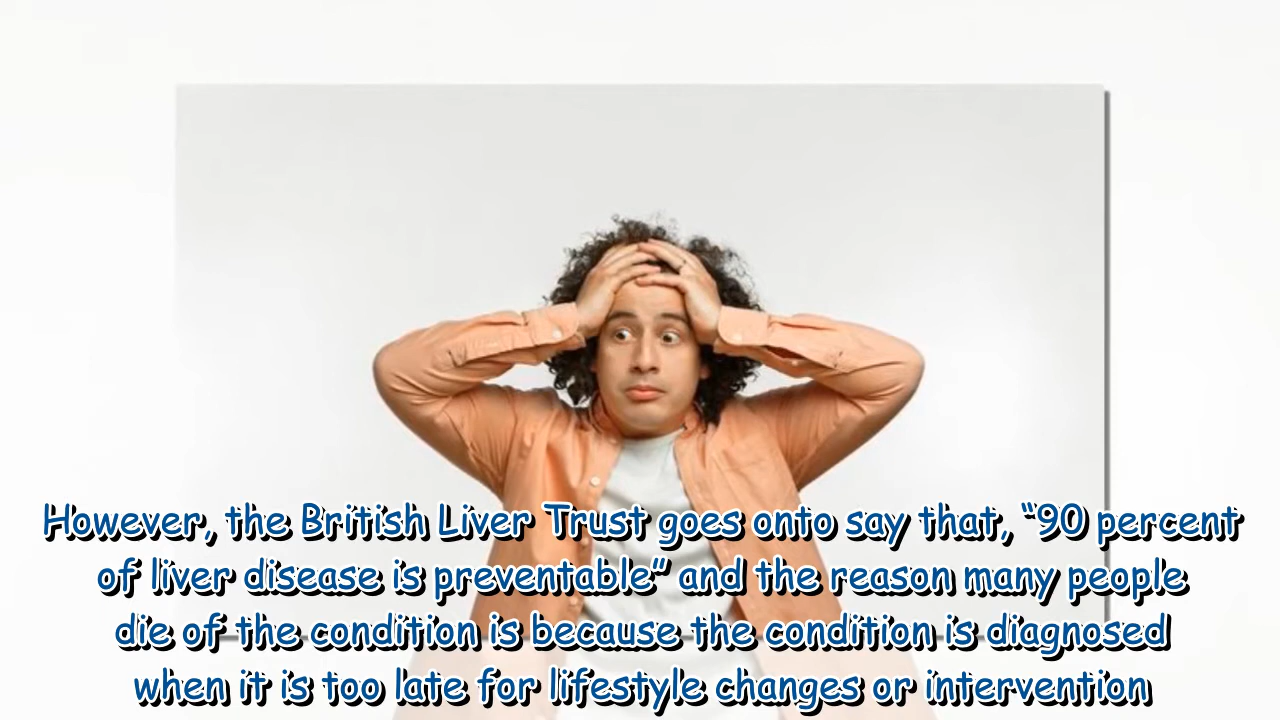 However, the British Liver Trust goes onto say that, “90 percent
of liver disease is preventable” and the reason many people
die of the condition is because the condition is diagnosed
when it is too late for lifestyle changes or intervention